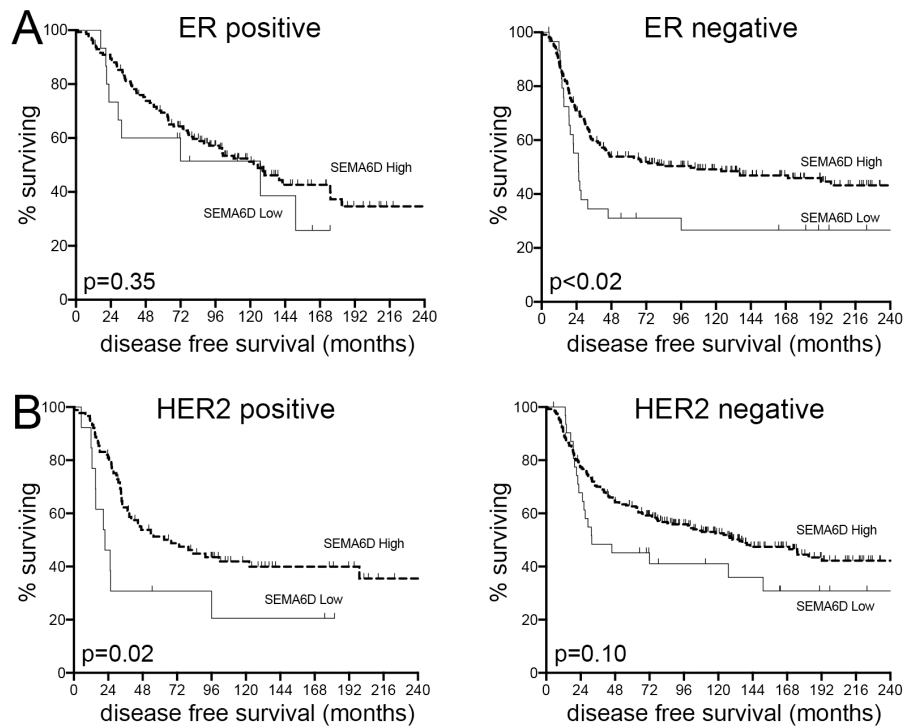 A
ER positive
100
80
60
40
20
0
% surviving
SEMA6D High
SEMA6D Low
p=0.35
0 24 48 72 96 120 144 168 192 216 240
disease free survival (months)
ER negative
100
80
60
40
20
0
% surviving
SEMA6D High
SEMA6D Low
p<0.02
0 24 48 72 96 120 144 168 192 216 240
disease free survival (months)
B
HER2 positive
100
80
60
40
20
0
% surviving
SEMA6D High
SEMA6D Low
p=0.02
0 24 48 72 96 120 144 168 192 216 240
disease free survival (months)
HER2 negative
100
80
60
40
20
0
% surviving
SEMA6D High
SEMA6D Low
p=0.10
0 24 48 72 96 120 144 168 192 216 240
disease free survival (months)